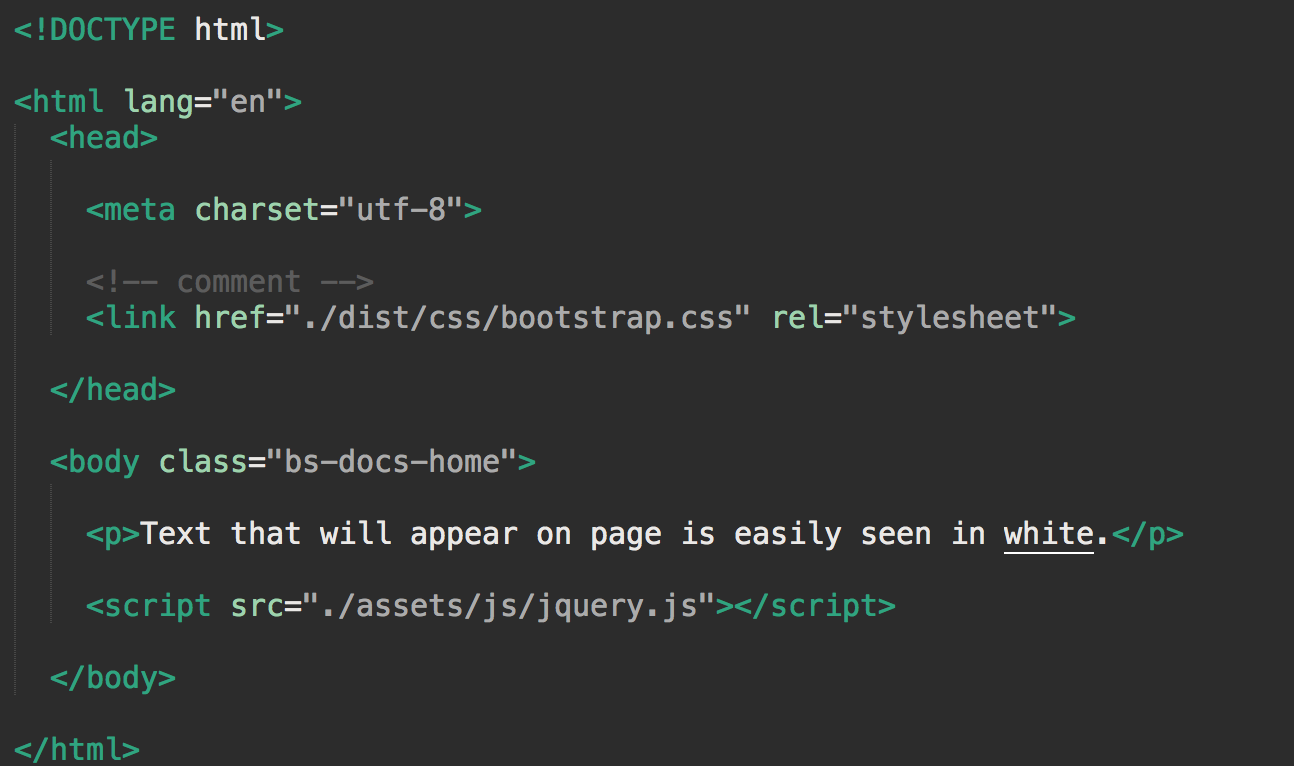 <!DOCTYPE html>
<html lang="en">
<head>
<meta charset="utf-8">
<!-- comment -->
<link href="./dist/css/bootstrap.css" rel="stylesheet">
</head>
<body class="bs-docs-home">
<p>Text that will appear on page is easily seen in white.</p>
<script src="./assets/js/jquery.js"></script>
</body>
</html>